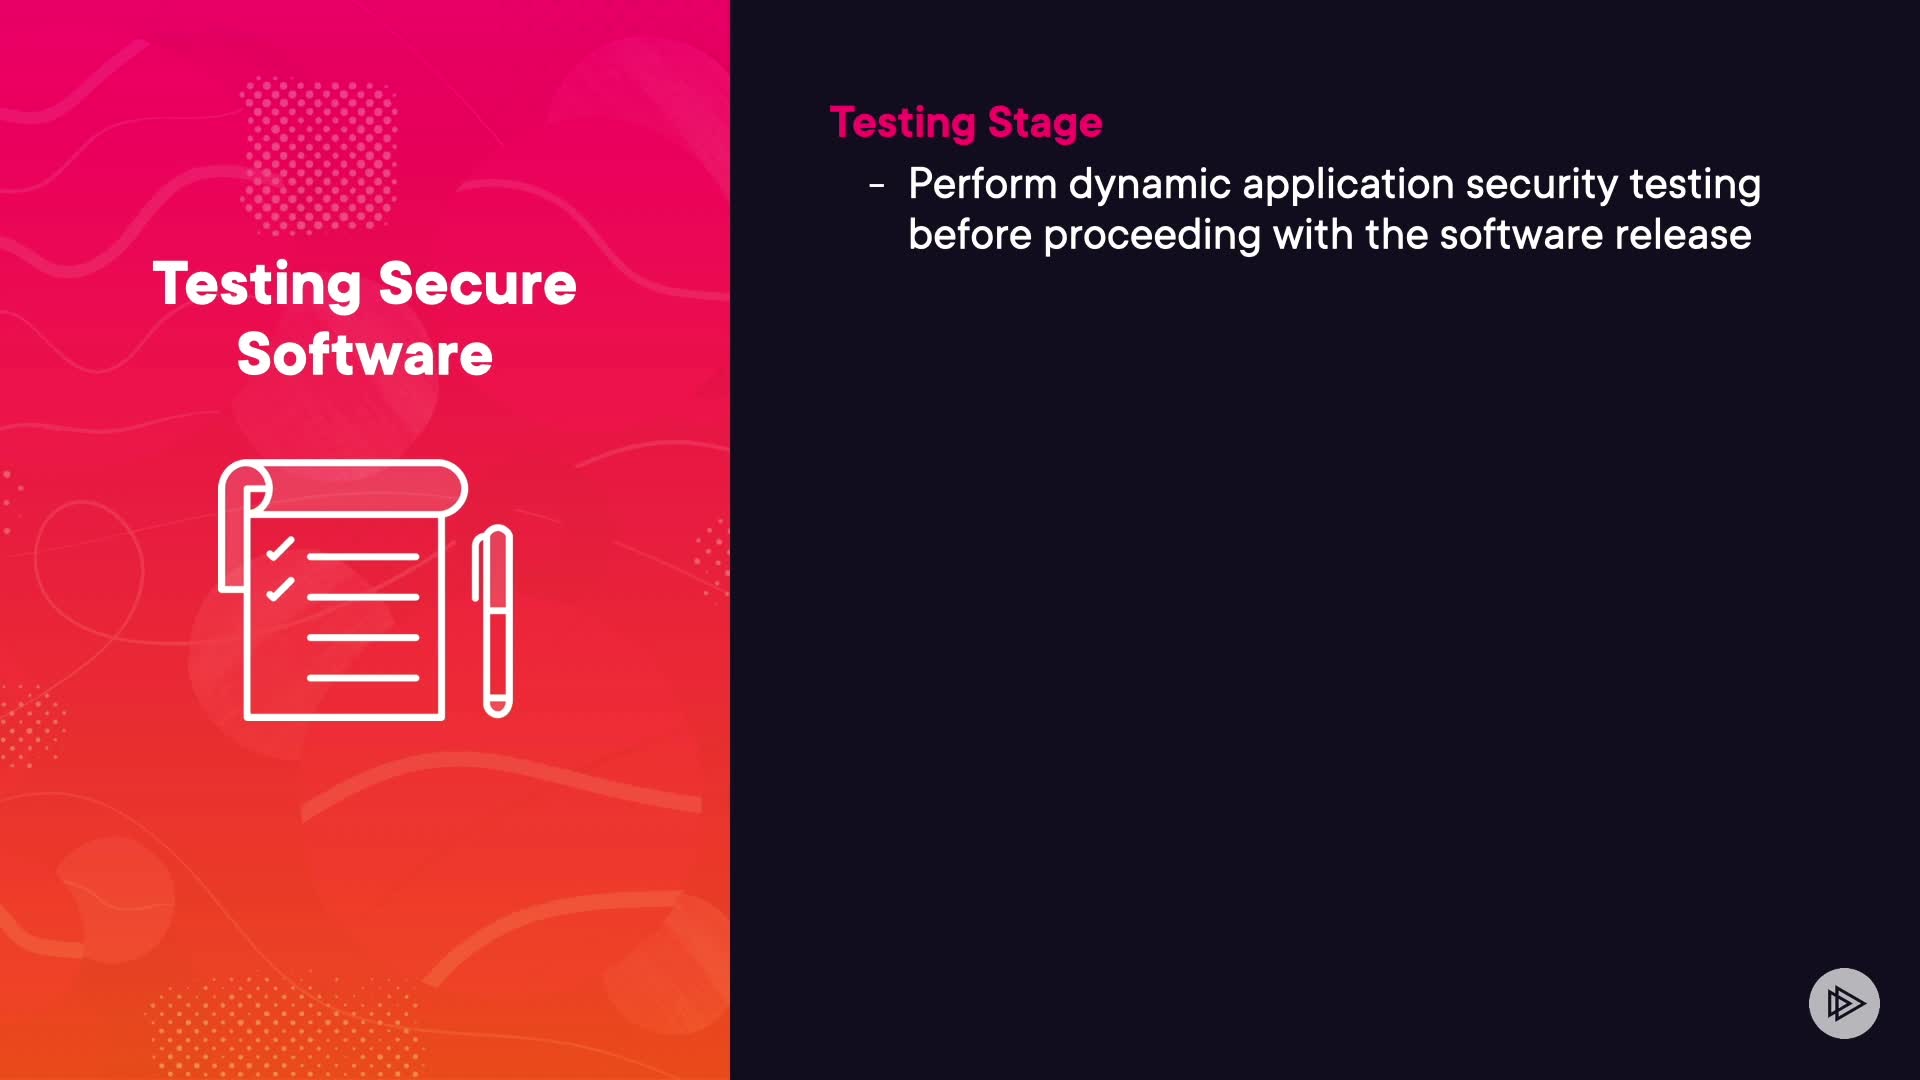 Testing Secure
Software
Testing Stage
- Perform dynamic application security testing
before proceeding with the software release